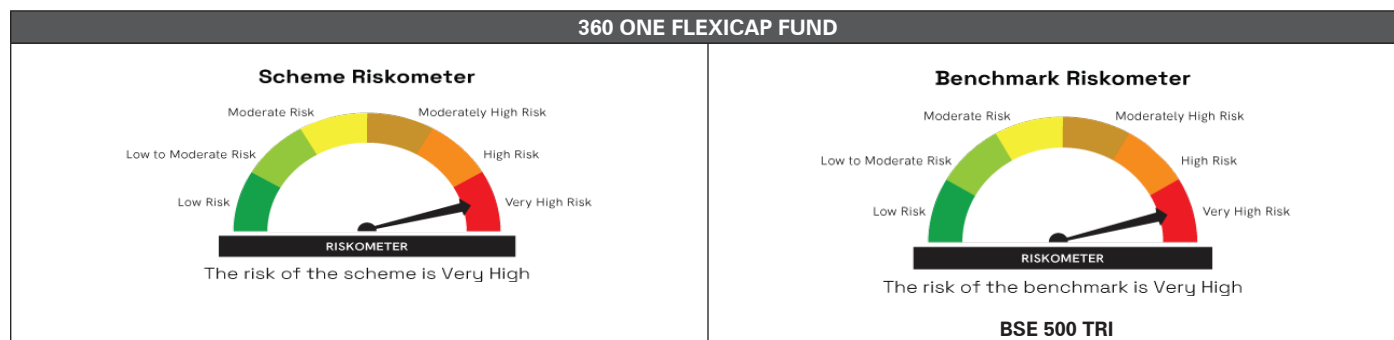 360 ONE FLEXICAP FUND
Scheme Riskometer
Moderate Risk
Moderately High Risk
Low to Moderate Risk
High Risk
Low Risk
Very High Risk
RISKOMETER
The risk of the scheme is Very High
Benchmark Riskometer
Moderate Risk
Moderately High Risk
Low to Moderate Risk
High Risk
Low Risk
Very High Risk
RISKOMETER
The risk of the benchmark is Very High
BSE 500 TRI